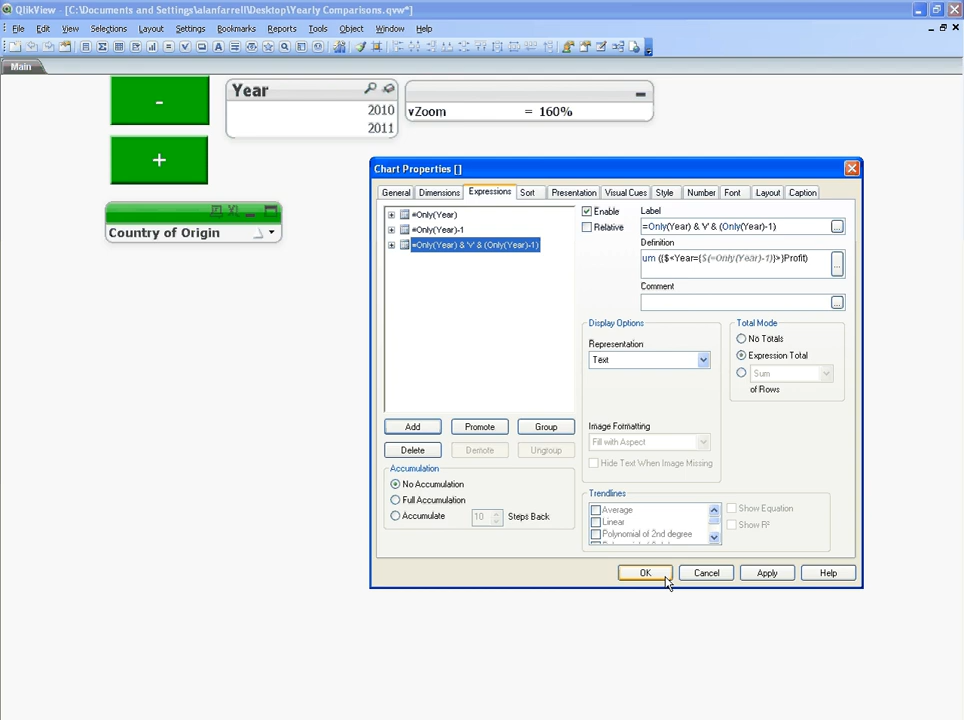 QlikView - [C:\Documents and Settings\alanfarrell\Desktop\Yearly Comparisons.qvw*]
File Edit View Selections Layout Settings Bookmarks Reports Tools Object Window Help
Main
-
+
Year
2010
2011
vZoom = 160%
Country of Origin
Chart Properties []
General Dimensions Expressions Sort Presentation Visual Cues Style Number Font Layout Caption
=Only(Year)
=Only(Year)-1
=Only(Year) & 'v' & (Only(Year)-1)
Enable
Relative
Label
=Only(Year) & 'v' & (Only(Year)-1)
Definition
um ({$<Year={$(=Only(Year)-1)}>}Profit)
...
Comment
Display Options
Representation
Text
Total Mode
No Totals
Expression Total
Sum
of Rows
Add Promote Group
Delete Demote Ungroup
Image Formatting
Fill with Aspect
Hide Text When Image Missing
Accumulation
No Accumulation
Full Accumulation
Accumulate 10 Steps Back
Trendlines
Average
Linear
Polynomial of 2nd degree
Show Equation
Show R²
OK Cancel Apply Help